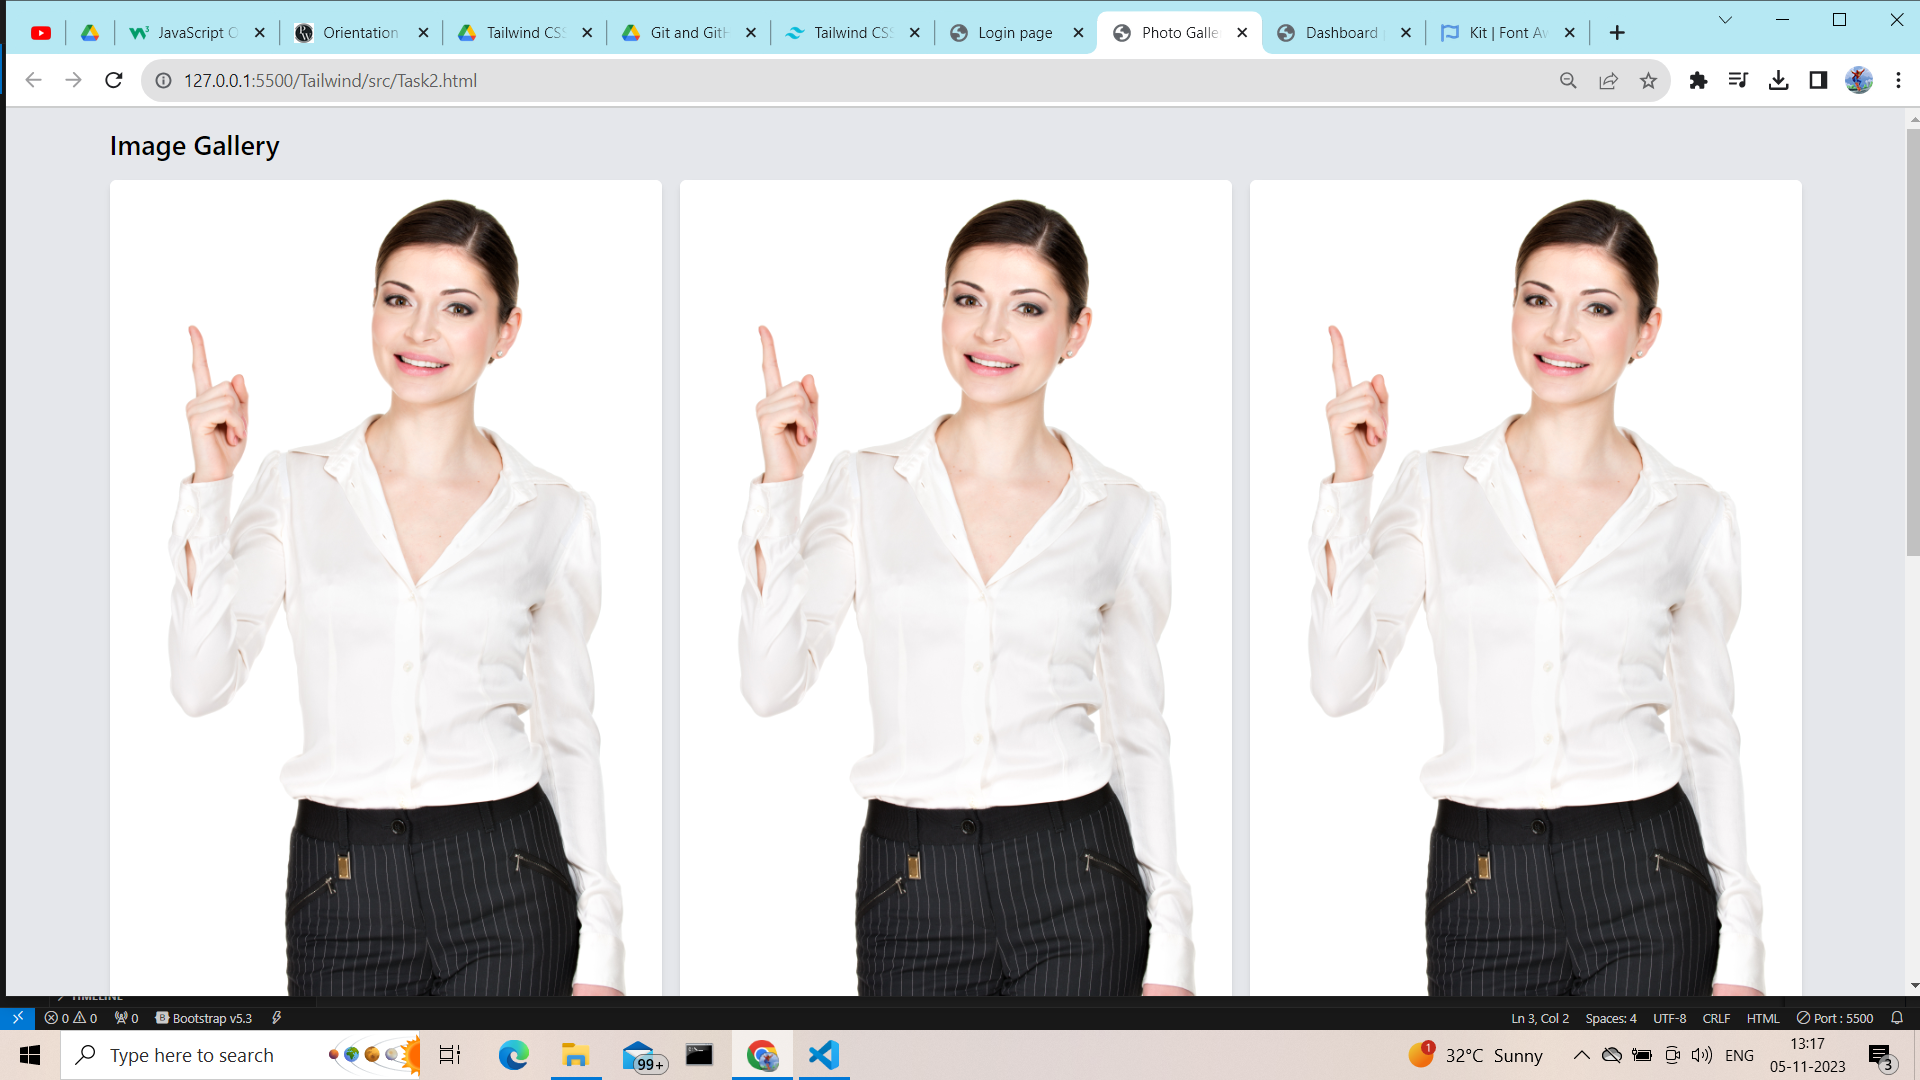 JavaScript O
Orientation
Tailwind CSS
Git and GitH
Tailwind CSS
Login page
Photo Galle
Dashboard
Kit | Font Aw
127.0.0.1:5500/Tailwind/src/Task2.html
Image Gallery
TIMELINE
0 0 0 Bootstrap v5.3
Ln 3, Col 2 Spaces: 4 UTF-8 CRLF HTML Port : 5500
Type here to search
99+
1
32°C Sunny
ENG
13:17
05-11-2023
3